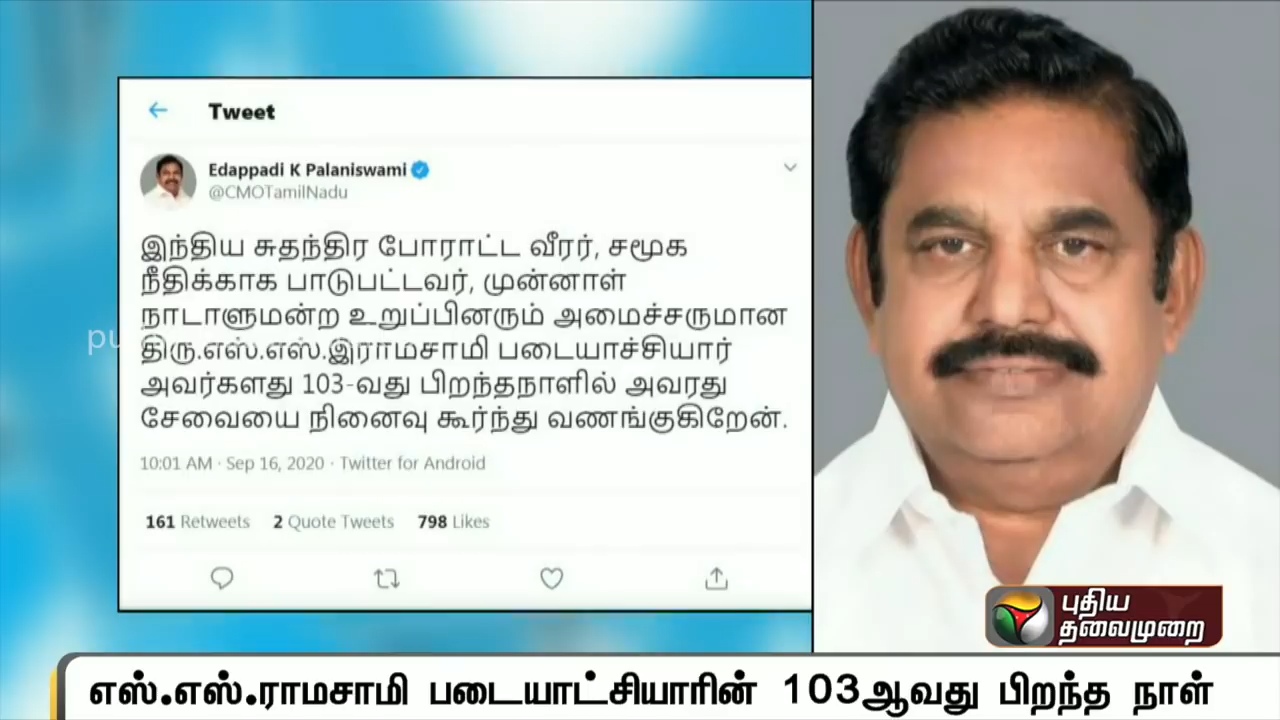 Tweet
Edappadi K Palaniswami
@CMOTamilNadu
இந்திய சுதந்திர போராட்ட வீரர், சமூக
நீதிக்காக பாடுபட்டவர், முன்னாள்
நாடாளுமன்ற உறுப்பினரும் அமைச்சருமான
திரு.எஸ்.எஸ்.இராமசாமி படையாச்சியார்
அவர்களது 103-வது பிறந்தநாளில் அவரது
சேவையை நினைவு கூர்ந்து வணங்குகிறேன்.
10:01 AM · Sep 16, 2020 · Twitter for Android
161 Retweets 2 Quote Tweets 798 Likes
புதிய
தலைமுறை
எஸ்.எஸ்.ராமசாமி படையாட்சியாரின் 103ஆவது பிறந்த நாள்